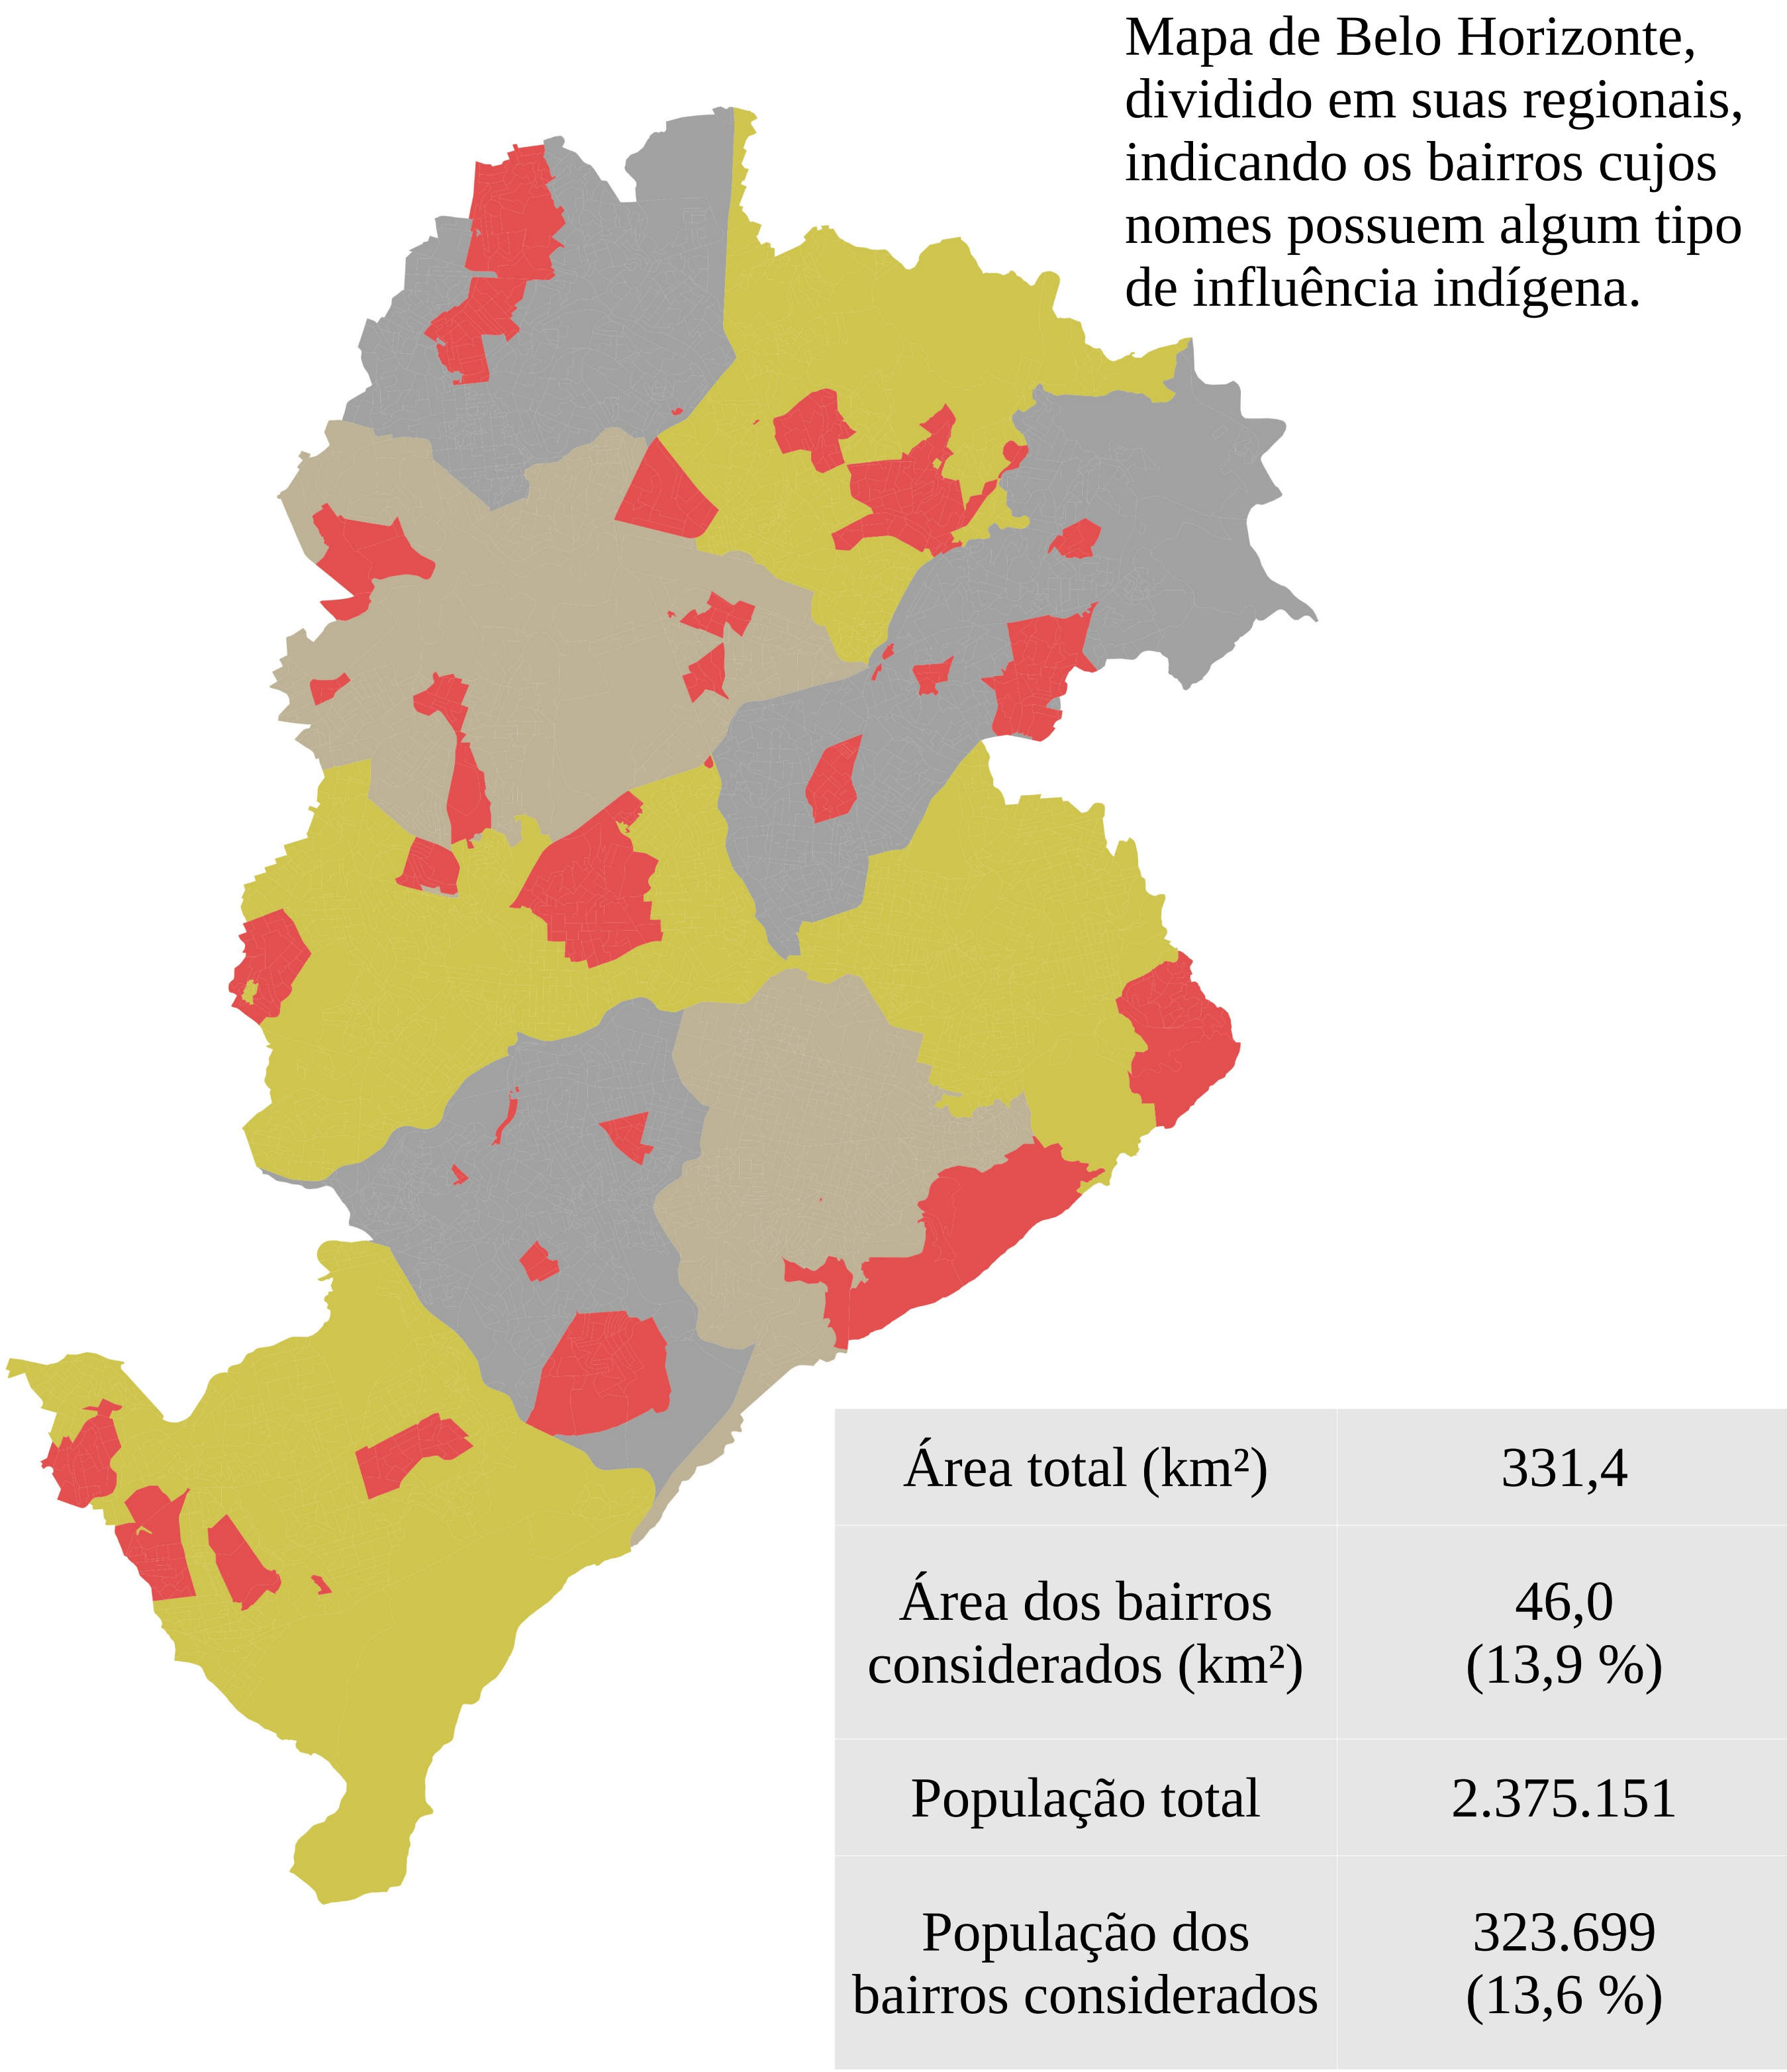 Mapa de Belo Horizonte,
dividido em suas regionais,
indicando os bairros cujos
nomes possuem algum tipo
de influência indígena.
Área total (km²)
331,4
Área dos bairros
considerados (km²)
46,0
(13,9 %)
População total
2.375.151
População dos
bairros considerados
323.699
(13,6 %)